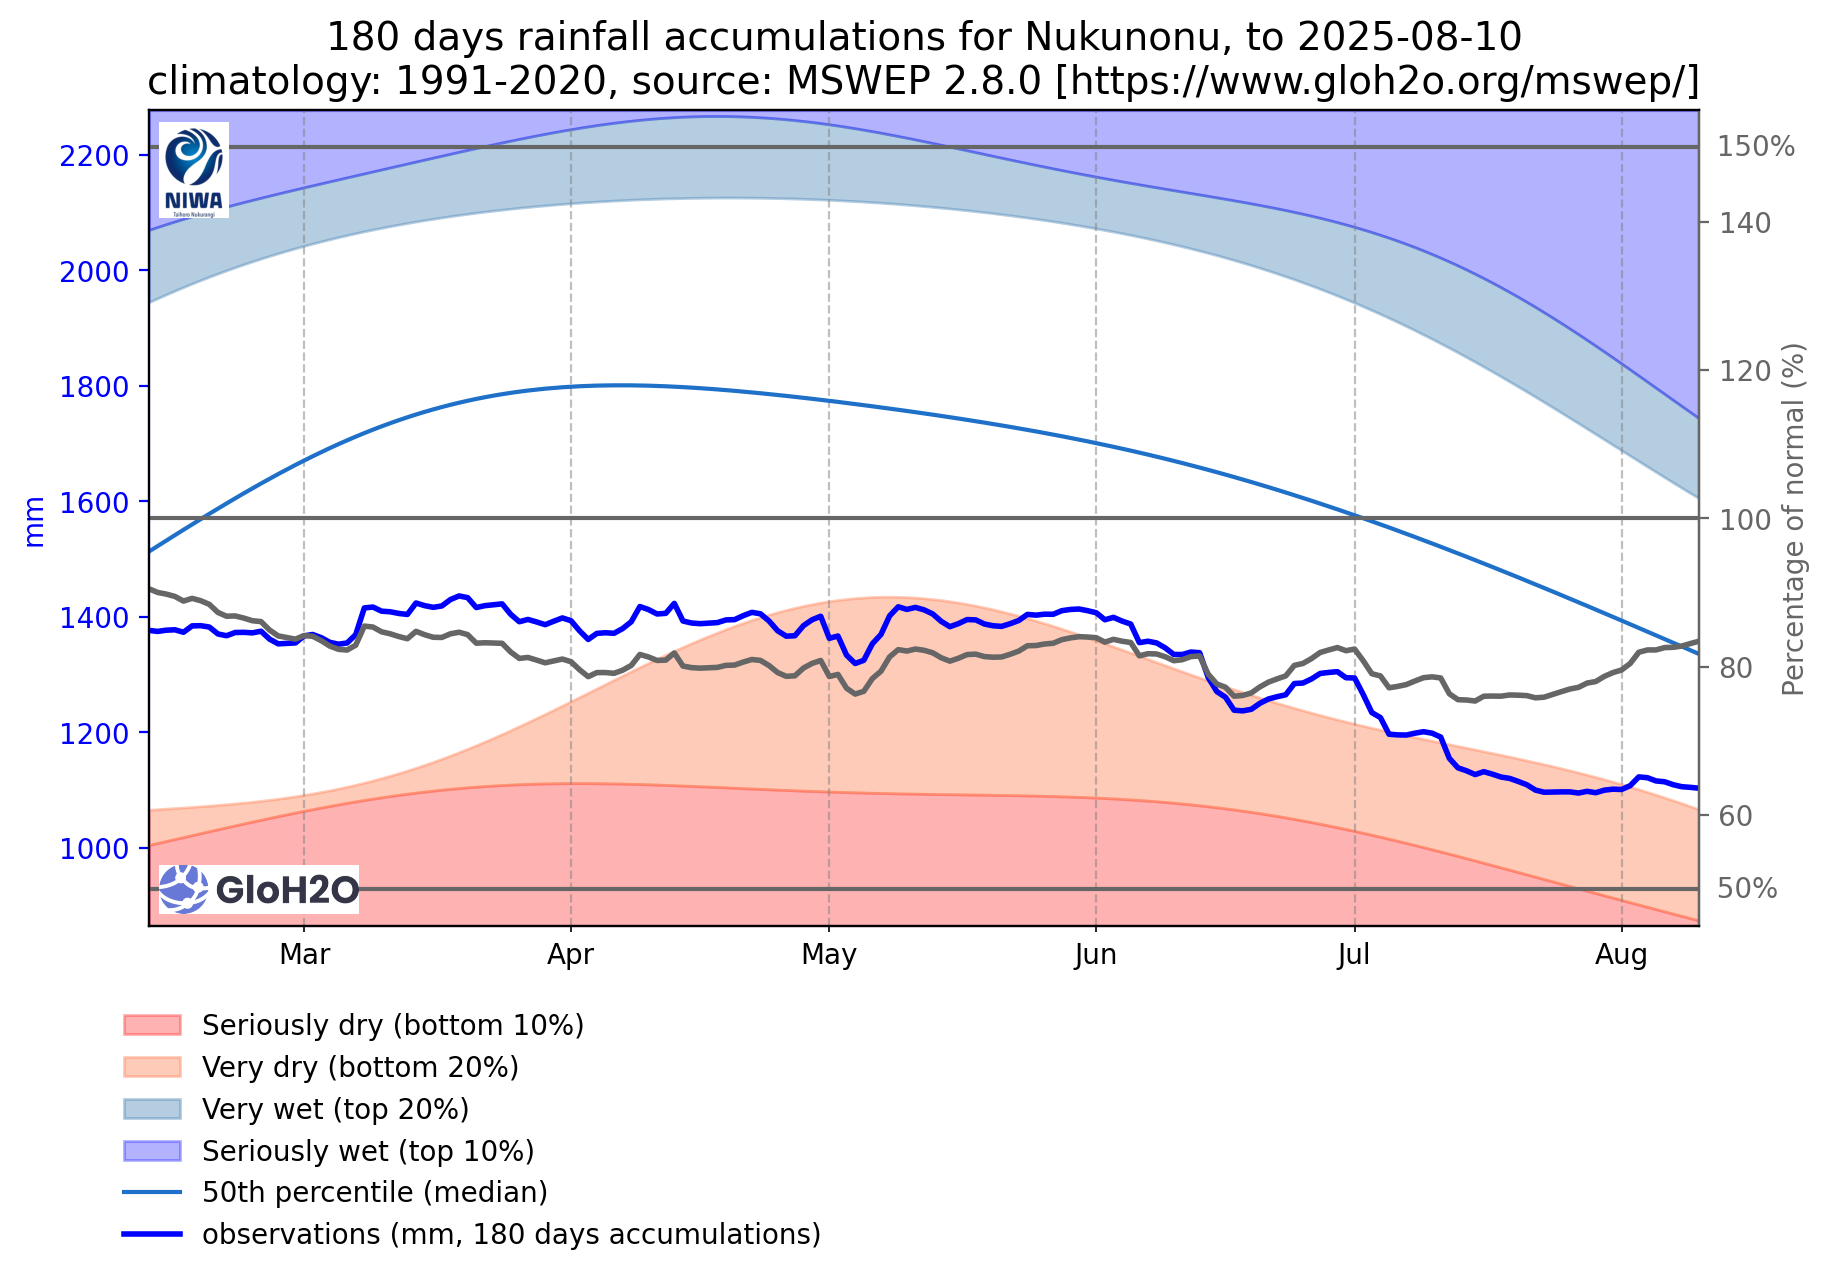 180 days rainfall accumulations for Nukunonu, to 2025-08-10
climatology: 1991-2020, source: MSWEP 2.8.0 [https://www.gloh2o.org/mswep/]
NIWA
Taihoro Nukurangi
2200
2000
1800
1600
1400
1200
1000
mm
150%
140
120
100
80
60
50%
Percentage of normal (%)
GloH2O
Mar Apr May Jun Jul Aug
Seriously dry (bottom 10%)
Very dry (bottom 20%)
Very wet (top 20%)
Seriously wet (top 10%)
50th percentile (median)
observations (mm, 180 days accumulations)